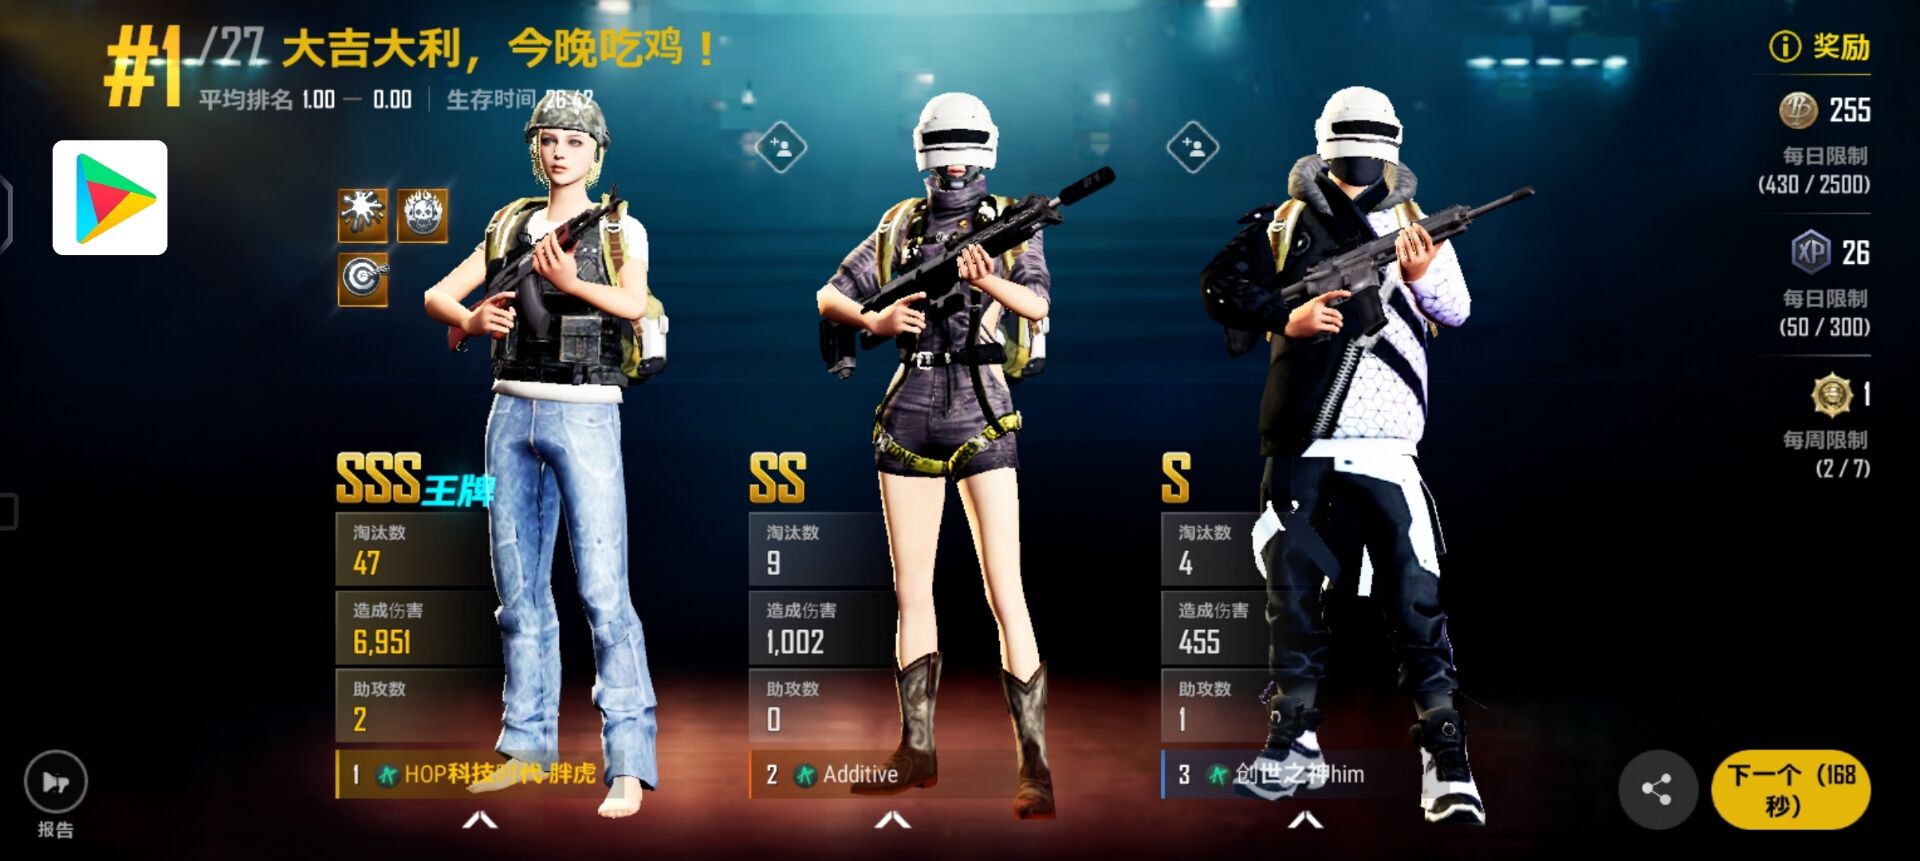 #1/27 大吉大利，今晚吃鸡！
平均排名 1.00 — 0.00 | 生存时间 26:42
奖励
255
每日限制
(430 / 2500)
XP 26
每日限制
(50 / 300)
1
每周限制
(2 / 7)
SSS 王牌
淘汰数
47
造成伤害
6,951
助攻数
2
1 HOP科技时代·胖虎
SS
淘汰数
9
造成伤害
1,002
助攻数
0
2 Additive
S
淘汰数
4
造成伤害
455
助攻数
1
3 创世之神him
报告
下一个（168
秒）